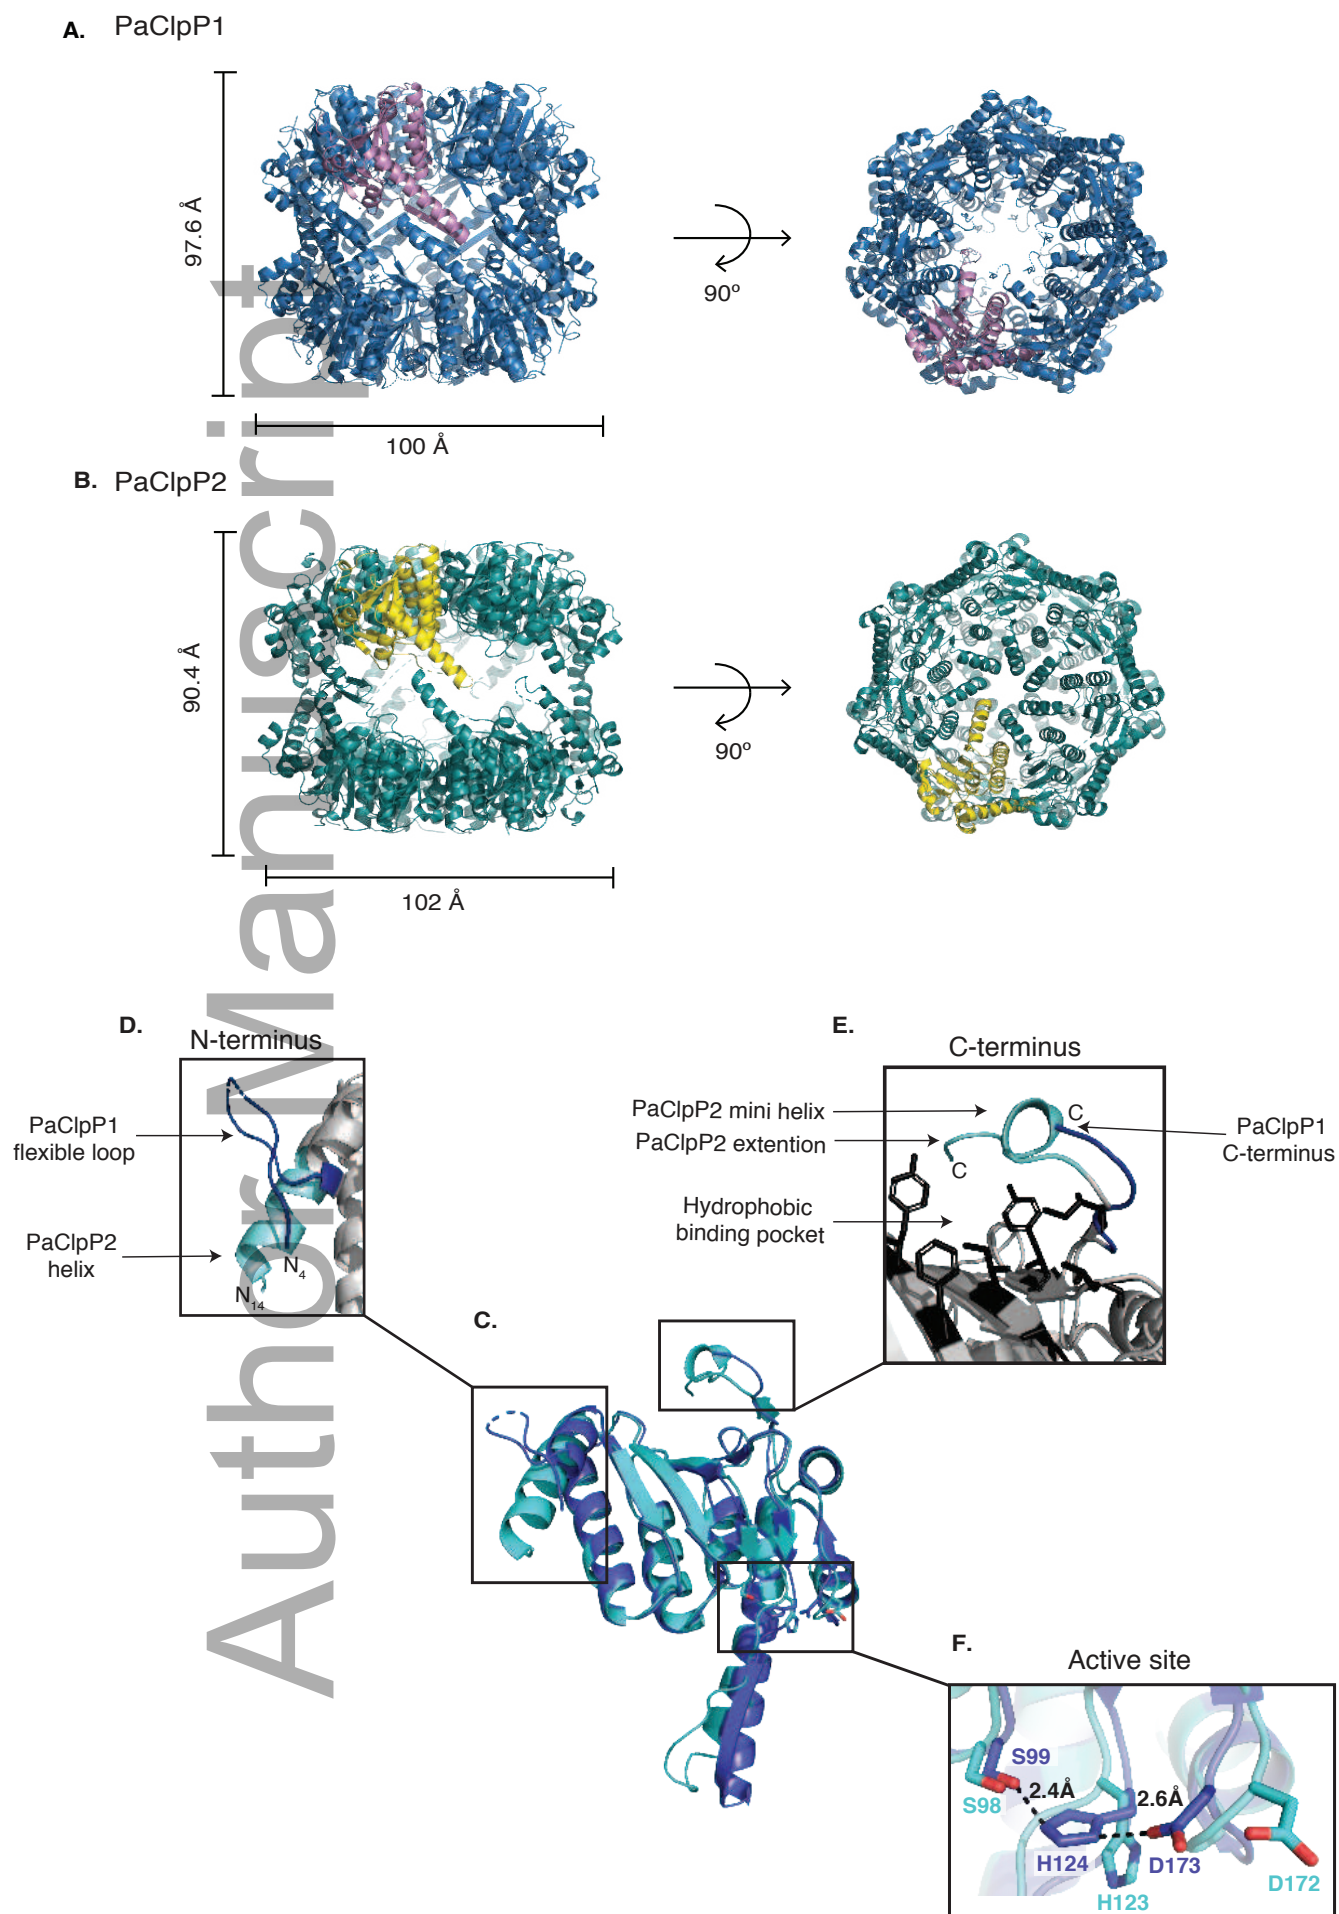 A. PaClpP1
97.6 Å
90º
100 Å
B. PaClpP2
90.4 Å
90º
102 Å
D.
N-terminus
PaClpP1
flexible loop
PaClpP2
helix
N4
N14
E.
C-terminus
PaClpP2 mini helix
PaClpP2 extention
C
C
PaClpP1
C-terminus
Hydrophobic
binding pocket
C.
F.
Active site
S99
2.4Å
2.6Å
S98
H124
D173
H123
D172
Author Manuscript